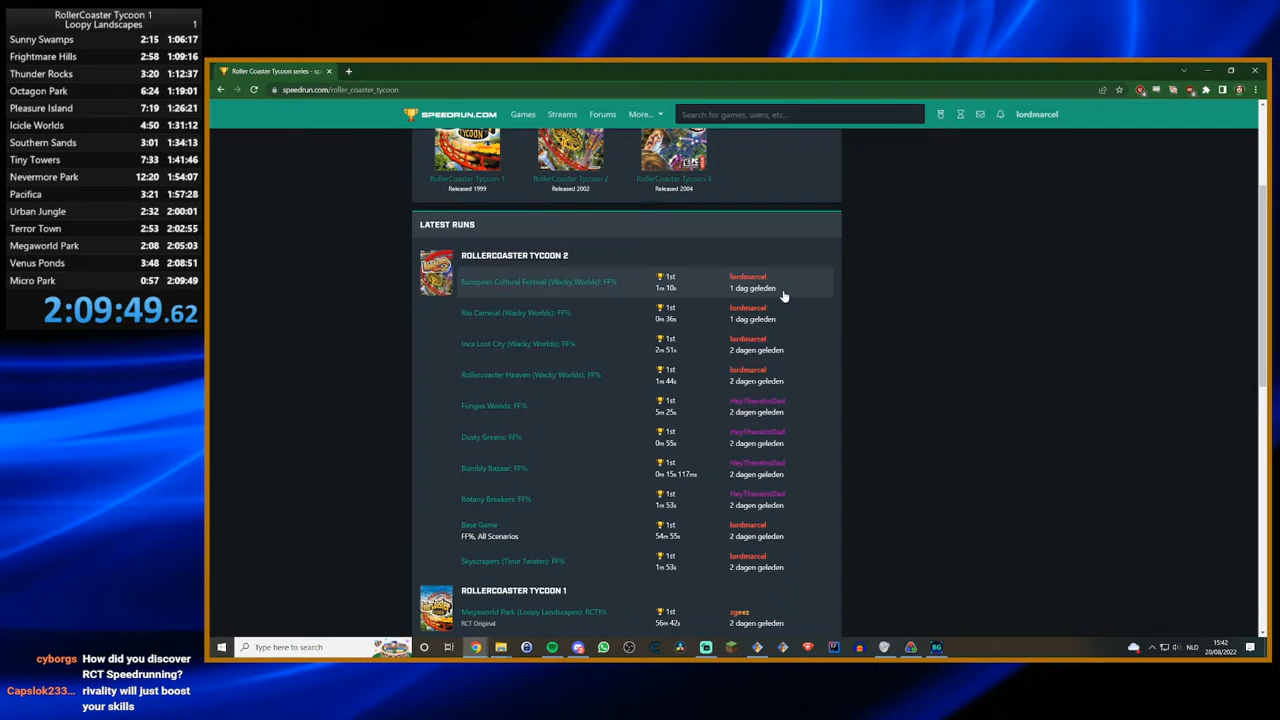 RollerCoaster Tycoon 1
Loopy Landscapes 1
Sunny Swamps 2:15 1:06:17
Frightmare Hills 2:58 1:09:16
Thunder Rocks 3:20 1:12:37
Octagon Park 6:24 1:19:01
Pleasure Island 7:19 1:26:21
Icicle Worlds 4:50 1:31:12
Southern Sands 3:01 1:34:13
Tiny Towers 7:33 1:41:46
Nevermore Park 12:20 1:54:07
Pacifica 3:21 1:57:28
Urban Jungle 2:32 2:00:01
Terror Town 2:53 2:02:55
Megaworld Park 2:08 2:05:03
Venus Ponds 3:48 2:08:51
Micro Park 0:57 2:09:49
2:09:49.62
Roller Coaster Tycoon series - sp
speedrun.com/roller_coaster_tycoon
SPEEDRUN.COM Games Streams Forums More... Search for games, users, etc... lordmarcel
RollerCoaster Tycoon 1 RollerCoaster Tycoon 2 RollerCoaster Tycoon 3
Released 1999 Released 2002 Released 2004
LATEST RUNS
ROLLERCOASTER TYCOON 2
European Cultural Festival (Wacky Worlds): FF% 1st lordmarcel
1m 10s 1 dag geleden
Rio Carnival (Wacky Worlds): FF% 1st lordmarcel
0m 36s 1 dag geleden
Inca Lost City (Wacky Worlds): FF% 1st lordmarcel
2m 51s 2 dagen geleden
Rollercoaster Heaven (Wacky Worlds): FF% 1st lordmarcel
1m 44s 2 dagen geleden
Fungus Woods: FF% 1st HeyThereImDad
5m 25s 2 dagen geleden
Dusty Greens: FF% 1st HeyThereImDad
0m 55s 2 dagen geleden
Bumbly Bazaar: FF% 1st HeyThereImDad
0m 15s 117ms 2 dagen geleden
Botany Breakers: FF% 1st HeyThereImDad
1m 53s 2 dagen geleden
Base Game 1st lordmarcel
FF%, All Scenarios 54m 55s 2 dagen geleden
Skyscrapers (Time Twister): FF% 1st lordmarcel
1m 53s 2 dagen geleden
ROLLERCOASTER TYCOON 1
Megaworld Park (Loopy Landscapes): RCTY% 1st rgeez
RCT Original 56m 42s 2 dagen geleden
Type here to search
NLD
15:42
20/08/2022
cyborgs How did you discover
RCT Speedrunning?
Capslok233... rivality will just boost
your skills